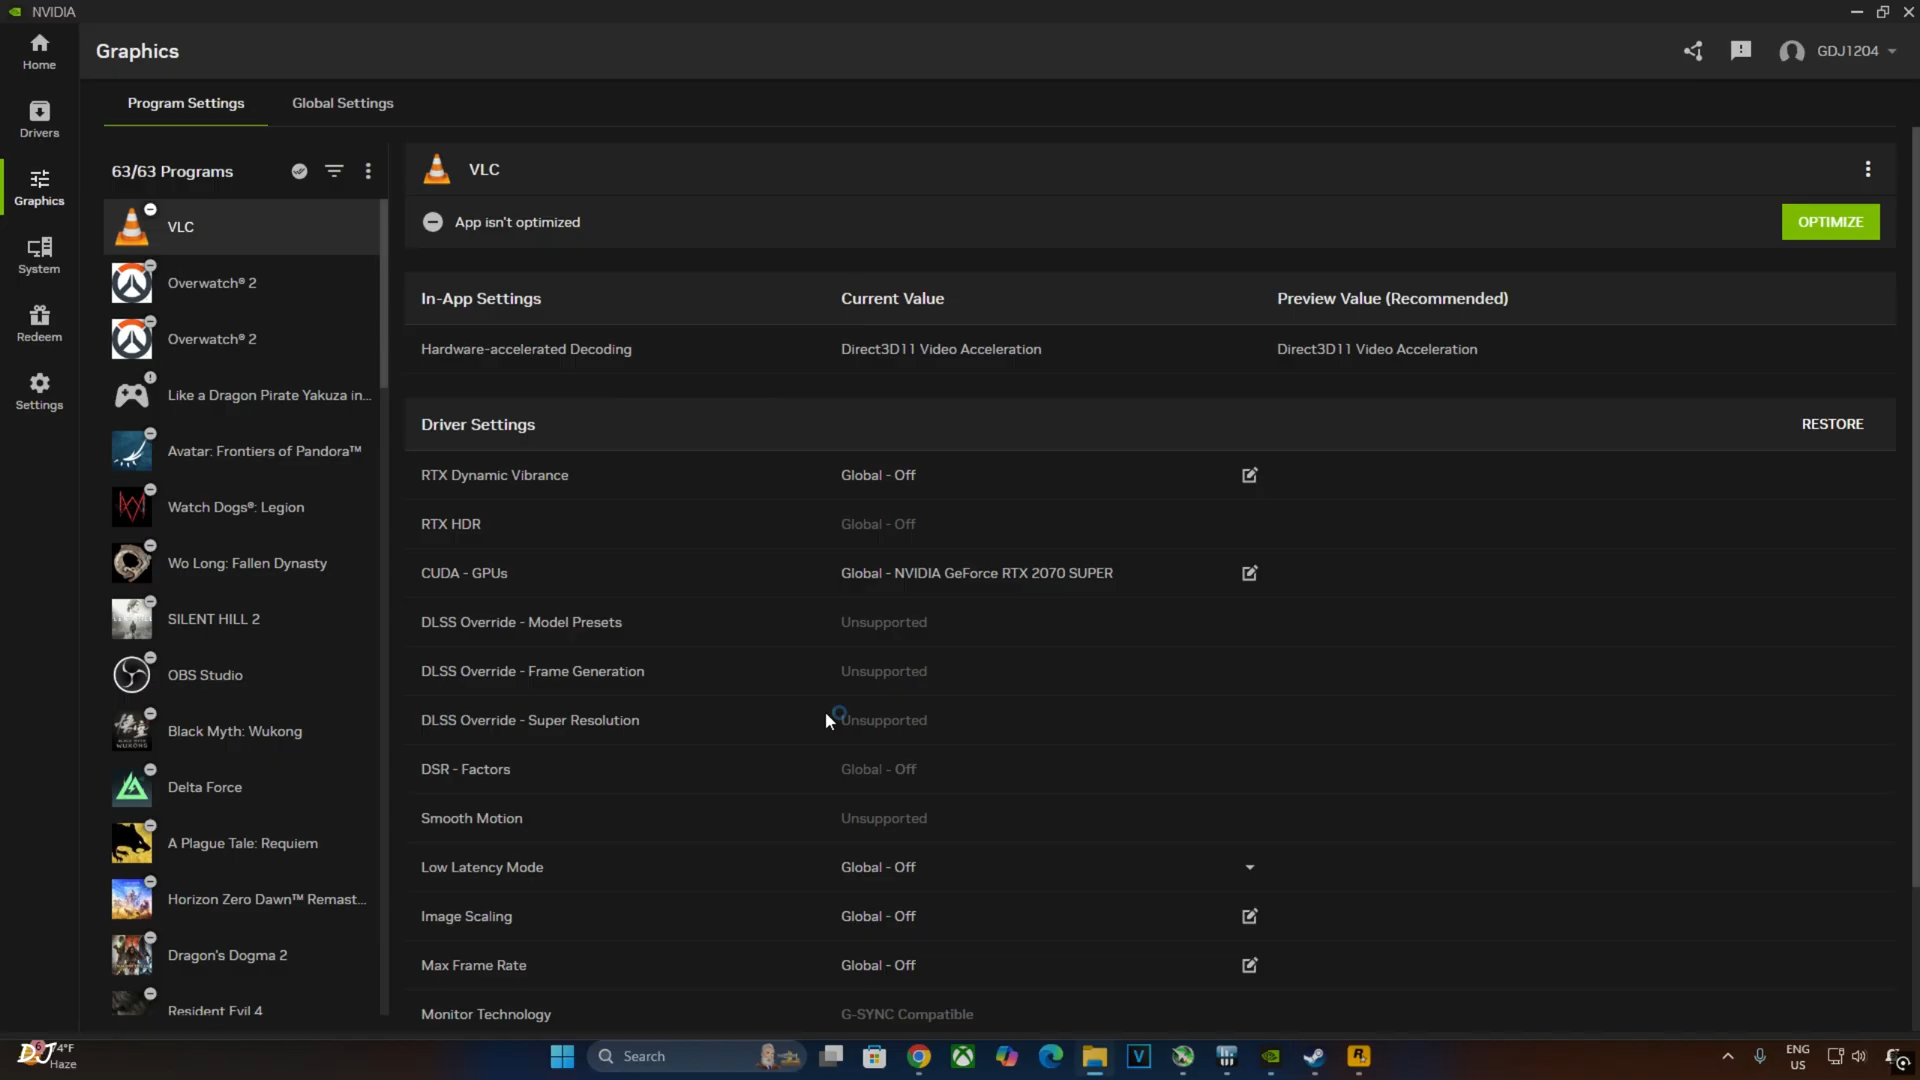 NVIDIA
Home
Graphics
GDJ1204
Drivers
Graphics
System
Redeem
Settings
Program Settings
Global Settings
63/63 Programs
VLC
Overwatch® 2
Overwatch® 2
Like a Dragon Pirate Yakuza in...
Avatar: Frontiers of Pandora™
Watch Dogs®: Legion
Wo Long: Fallen Dynasty
SILENT HILL 2
OBS Studio
Black Myth: Wukong
Delta Force
A Plague Tale: Requiem
Horizon Zero Dawn™ Remast...
Dragon's Dogma 2
Resident Evil 4
VLC
App isn't optimized
OPTIMIZE
In-App Settings
Current Value
Preview Value (Recommended)
Hardware-accelerated Decoding
Direct3D11 Video Acceleration
Direct3D11 Video Acceleration
Driver Settings
RESTORE
RTX Dynamic Vibrance
Global - Off
RTX HDR
Global - Off
CUDA - GPUs
Global - NVIDIA GeForce RTX 2070 SUPER
DLSS Override - Model Presets
Unsupported
DLSS Override - Frame Generation
Unsupported
DLSS Override - Super Resolution
Unsupported
DSR - Factors
Global - Off
Smooth Motion
Unsupported
Low Latency Mode
Global - Off
Image Scaling
Global - Off
Max Frame Rate
Global - Off
Monitor Technology
G-SYNC Compatible
Haze
Search
ENG
US